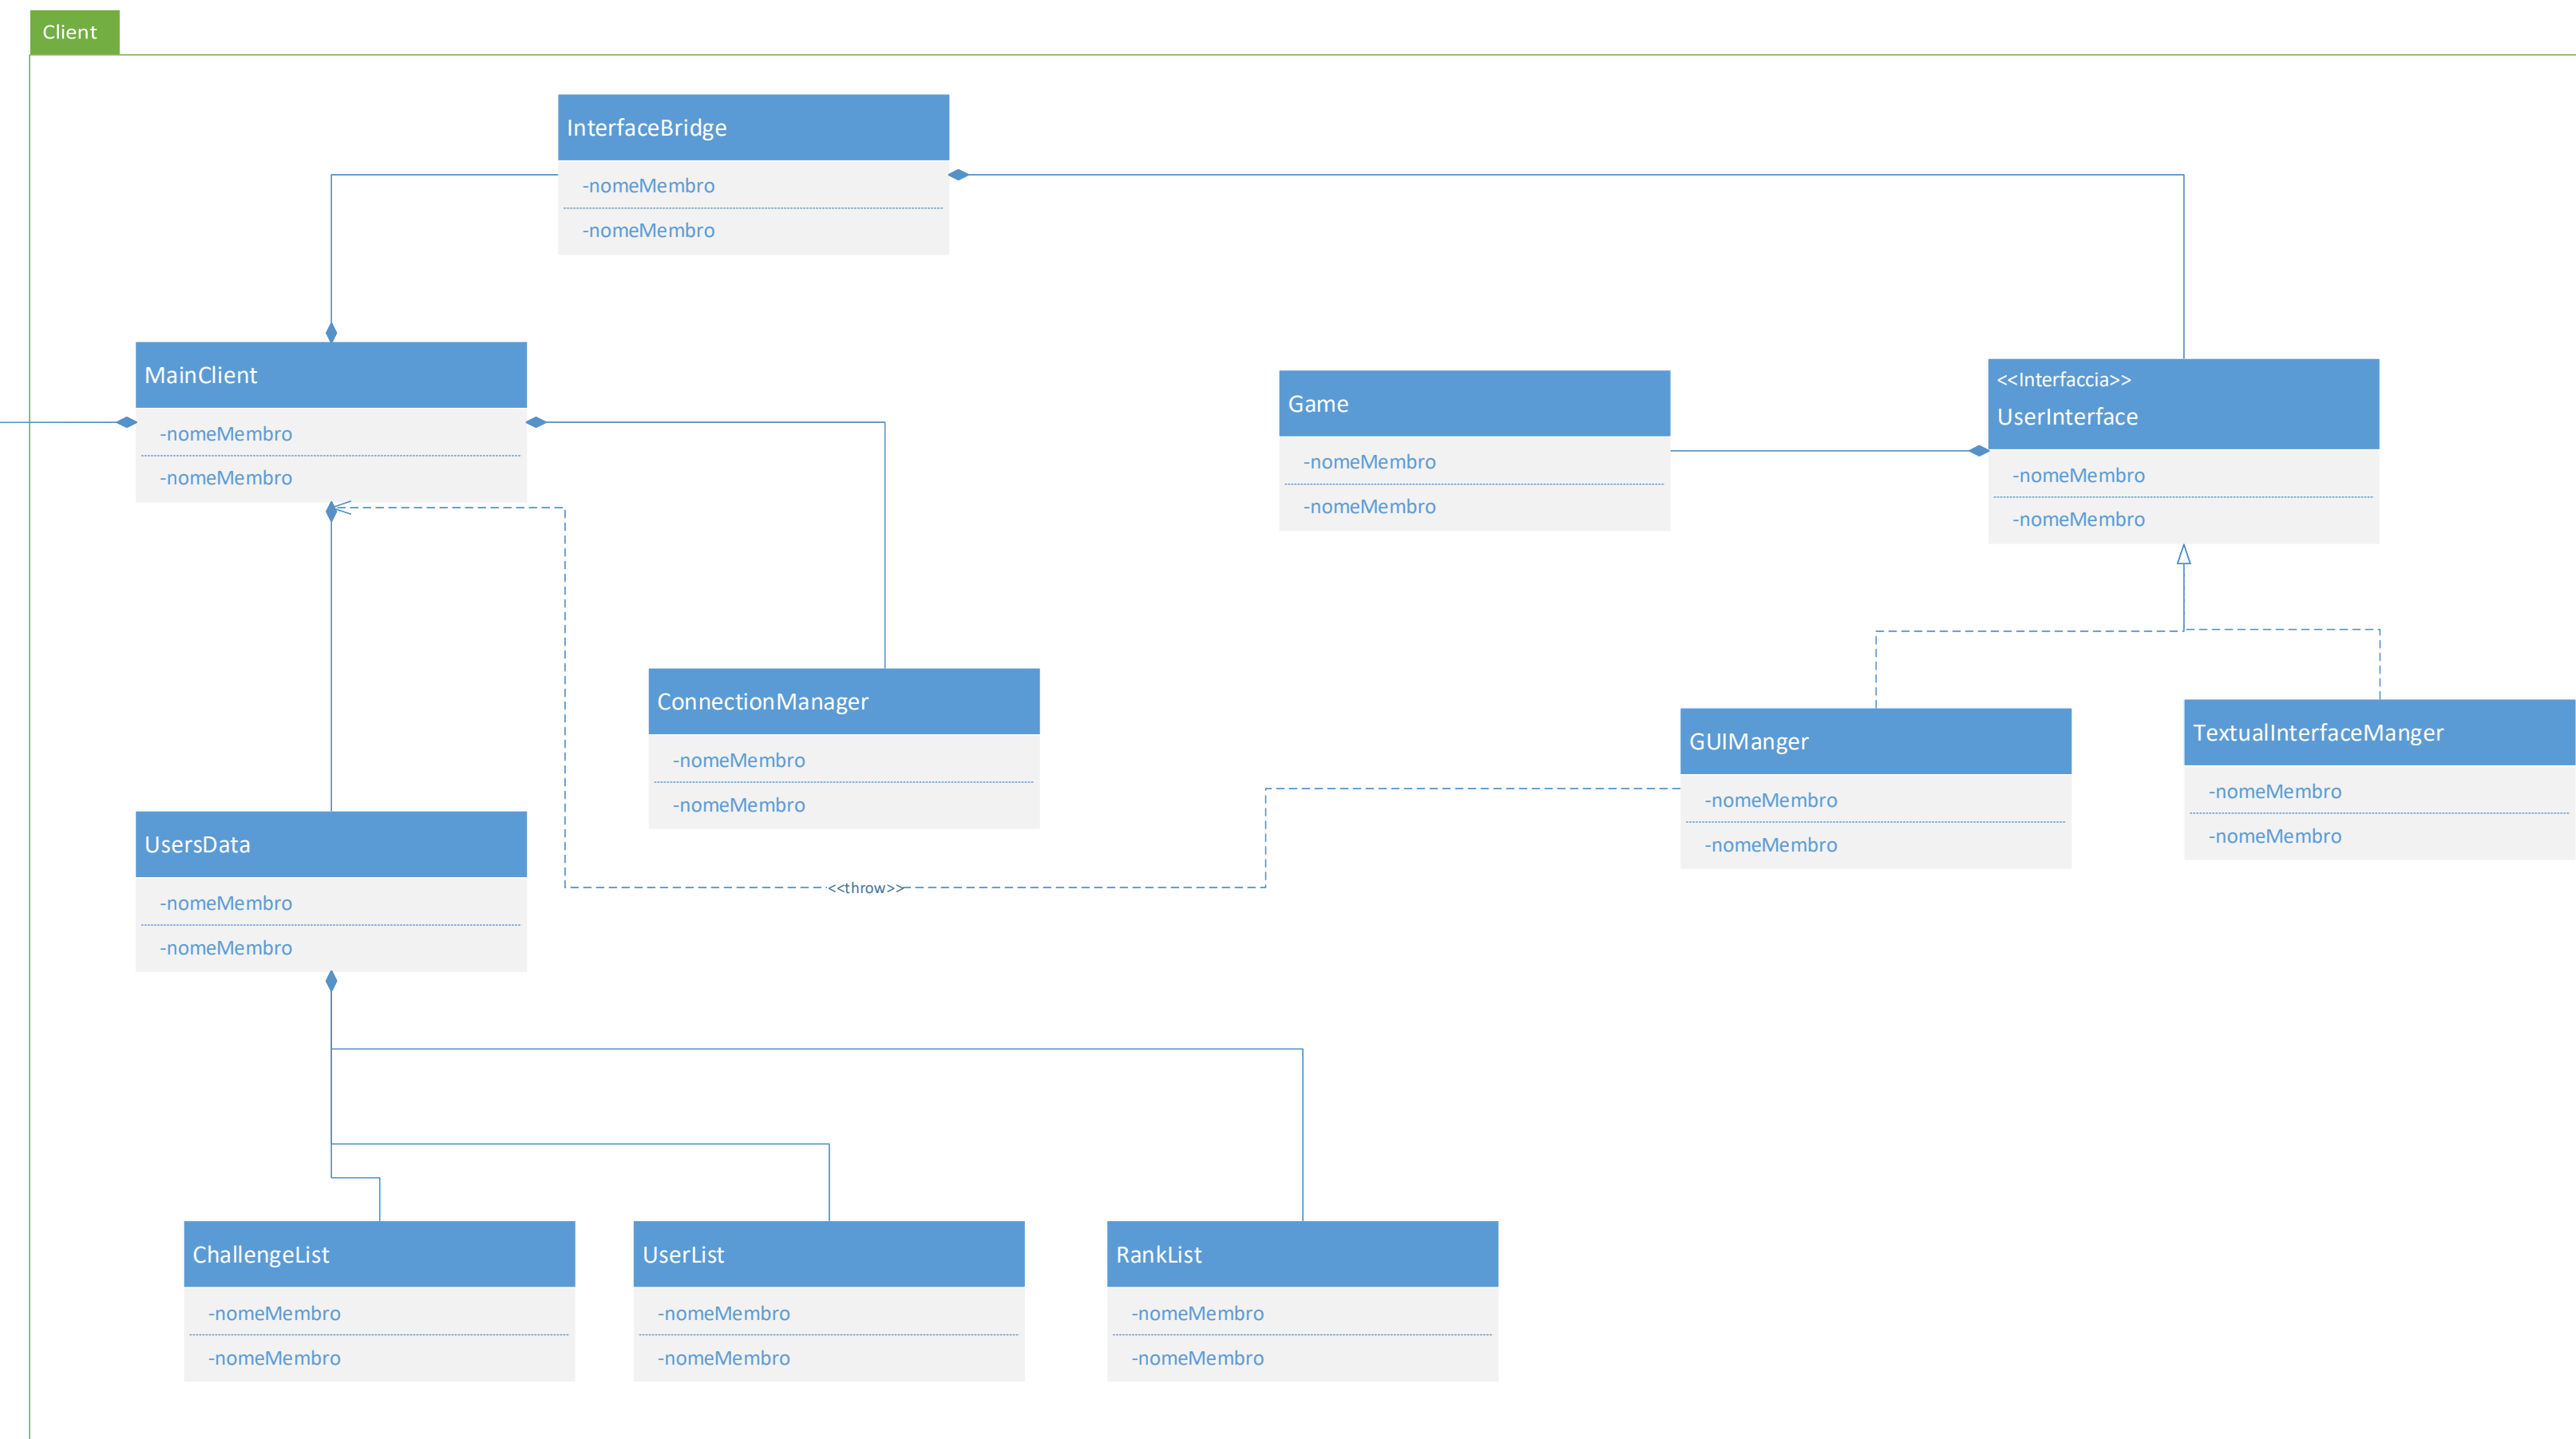 Client
InterfaceBridge
-nomeMembro
-nomeMembro
MainClient
-nomeMembro
-nomeMembro
Game
-nomeMembro
-nomeMembro
<<Interfaccia>>
UserInterface
-nomeMembro
-nomeMembro
ConnectionManager
-nomeMembro
-nomeMembro
GUIManger
-nomeMembro
-nomeMembro
TextualInterfaceManger
-nomeMembro
-nomeMembro
UsersData
-nomeMembro
-nomeMembro
<<throw>>
ChallengeList
-nomeMembro
-nomeMembro
UserList
-nomeMembro
-nomeMembro
RankList
-nomeMembro
-nomeMembro